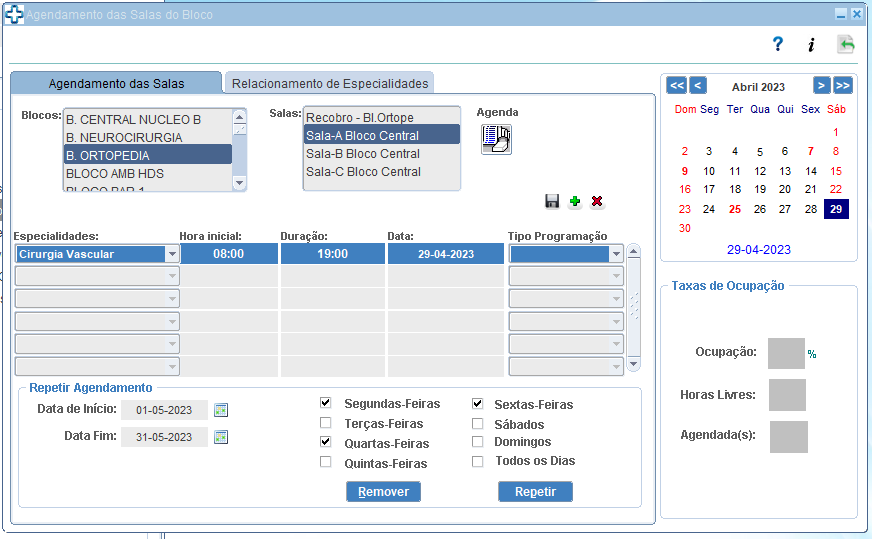 Agendamento das Salas do Bloco
Agendamento das Salas
Relacionamento de Especialidades
Blocos:
B. CENTRAL NUCLEO B
B. NEUROCIRURGIA
B. ORTOPEDIA
BLOCO AMB HDS
BLOCO PAR 1
Salas:
Recobro - Bl.Ortope
Sala-A Bloco Central
Sala-B Bloco Central
Sala-C Bloco Central
Agenda
Especialidades: Hora inicial: Duração: Data: Tipo Programação
Cirurgia Vascular 08:00 19:00 29-04-2023
Repetir Agendamento
Data de Início: 01-05-2023
Data Fim: 31-05-2023
Segundas-Feiras
Terças-Feiras
Quartas-Feiras
Quintas-Feiras
Sextas-Feiras
Sábados
Domingos
Todos os Dias
Remover
Repetir
<< < Abril 2023 > >>
Dom Seg Ter Qua Qui Sex Sáb
1
2 3 4 5 6 7 8
9 10 11 12 13 14 15
16 17 18 19 20 21 22
23 24 25 26 27 28 29
30
29-04-2023
Taxas de Ocupação
Ocupação: %
Horas Livres:
Agendada(s):